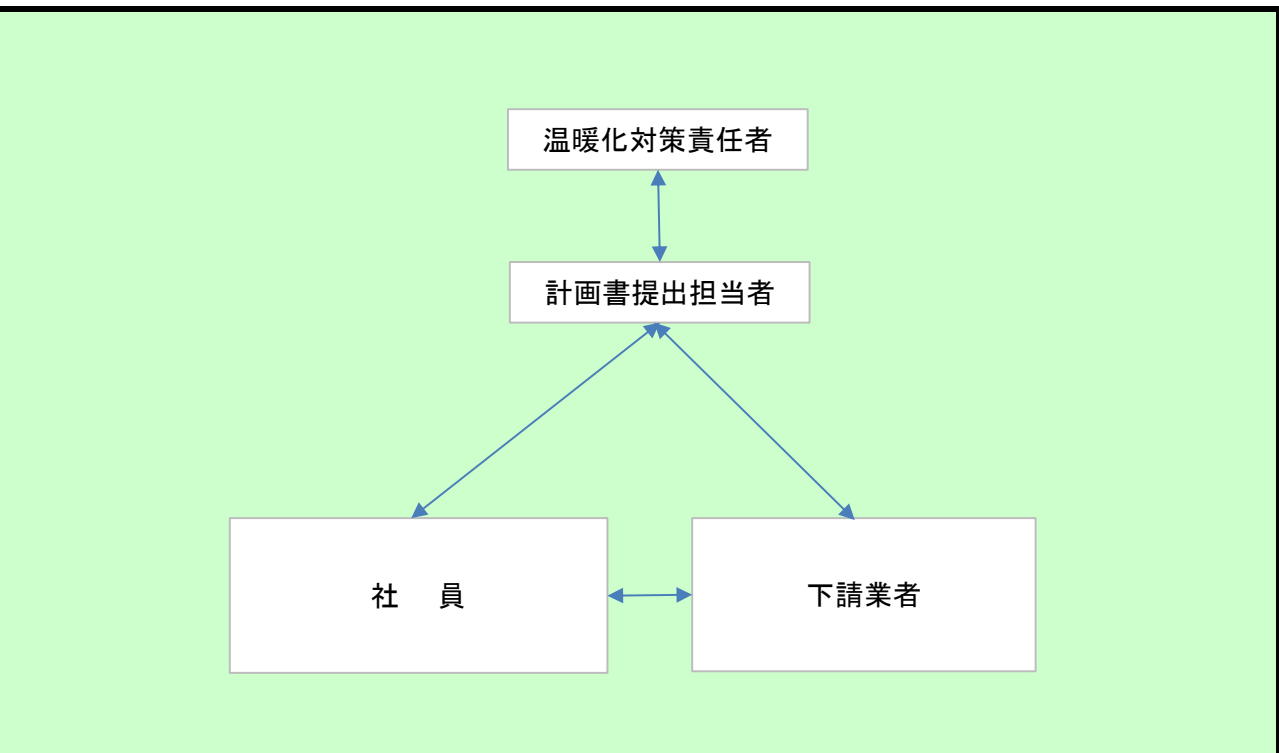 温暖化対策責任者
計画書提出担当者
社　員
下請業者